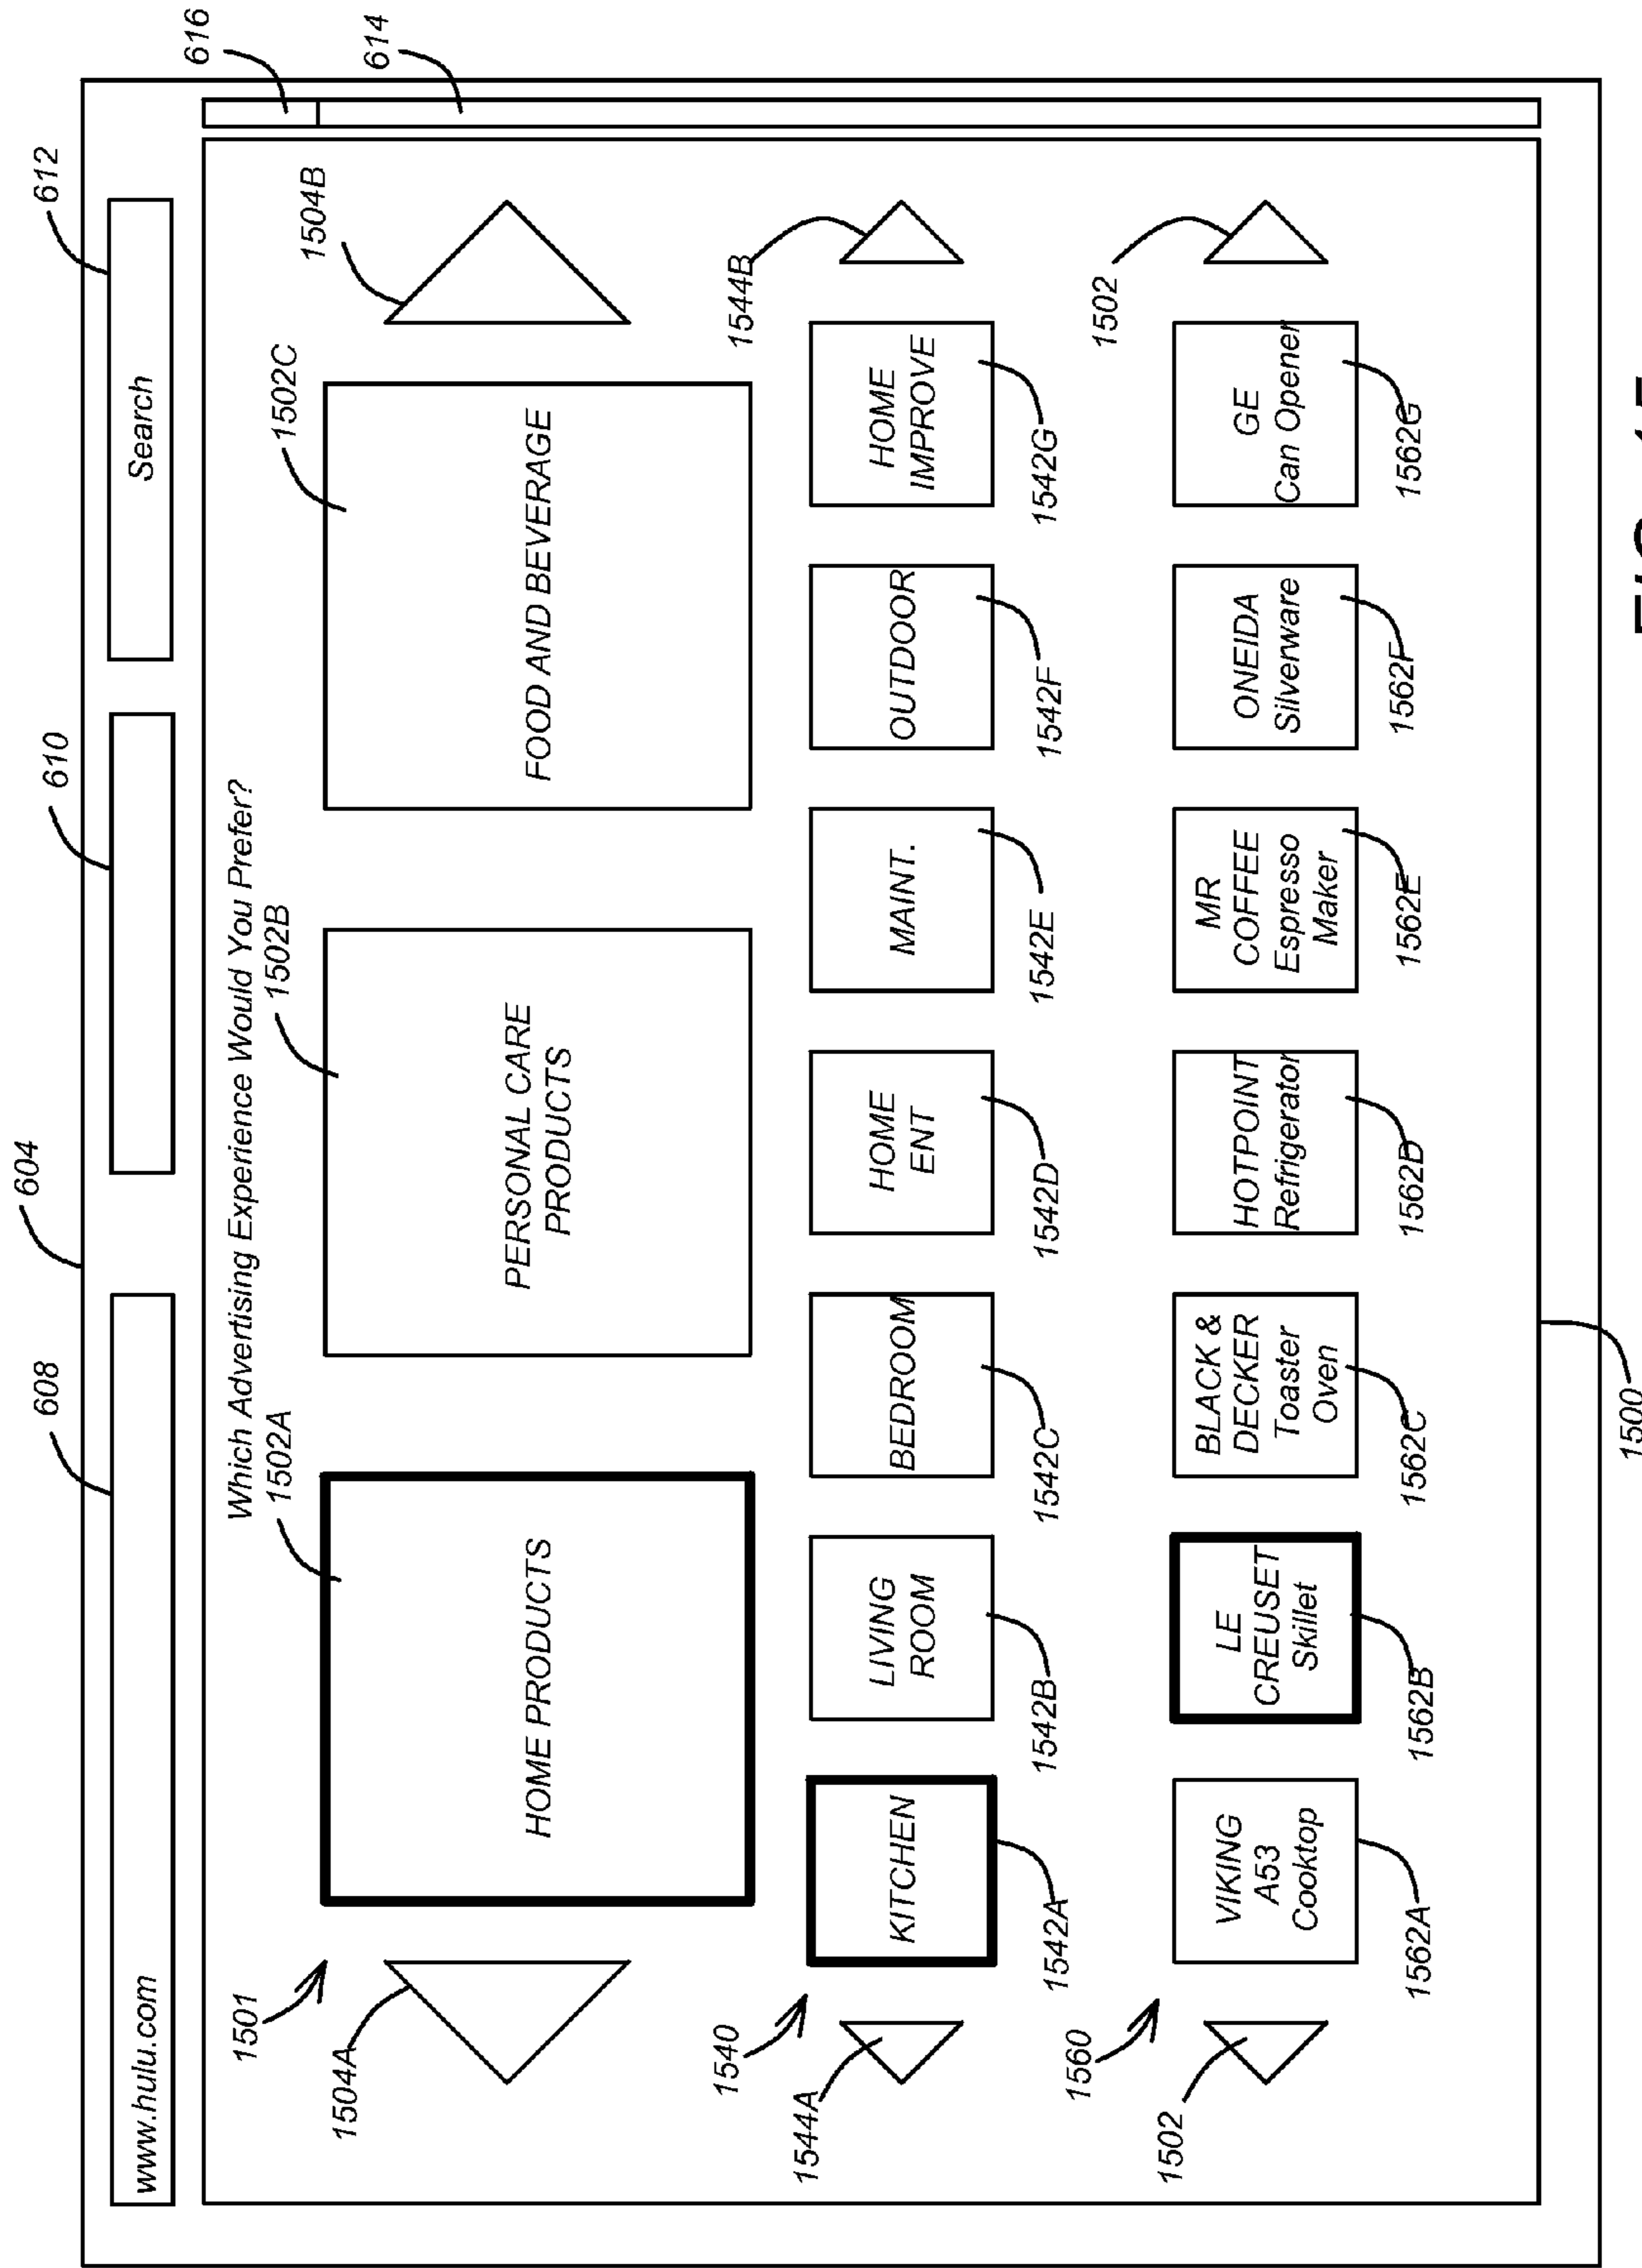 604
608
610
612
616
614
www.hulu.com
Search
Which Advertising Experience Would You Prefer?
1501
1502A
1502B
1502C
1504B
1504A
HOME PRODUCTS
PERSONAL CARE
PRODUCTS
FOOD AND BEVERAGE
1540
1544A
1544B
KITCHEN
LIVING
ROOM
BEDROOM
HOME
ENT
MAINT.
OUTDOOR
HOME
IMPROVE
1542A
1542B
1542C
1542D
1542E
1542F
1542G
1560
1502
1502
VIKING
A53
Cooktop
LE
CREUSET
Skillet
BLACK &
DECKER
Toaster
Oven
HOTPOINT
Refrigerator
MR
COFFEE
Espresso
Maker
ONEIDA
Silverware
GE
Can Opener
1562A
1562B
1562C
1562D
1562E
1562F
1562G
1500